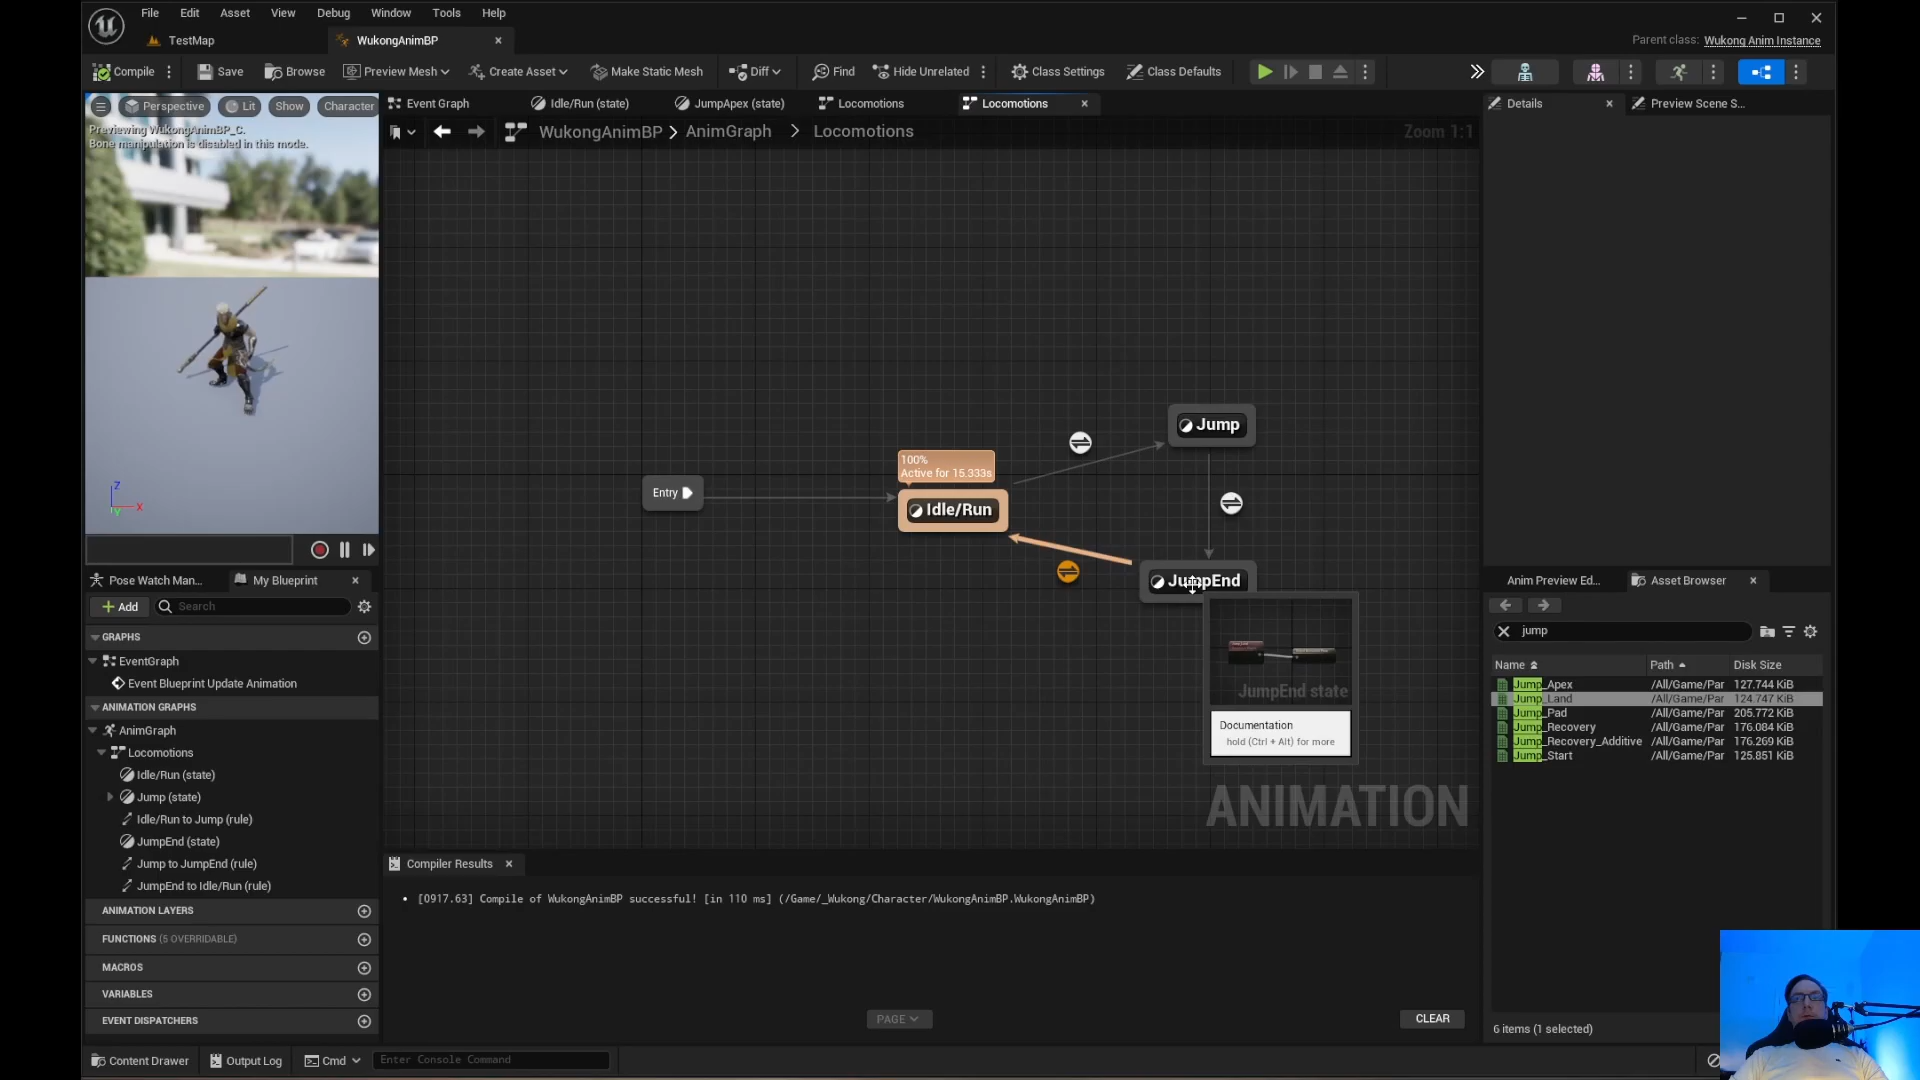 File Edit Asset View Debug Window Tools Help
TestMap
WukongAnimBP
Parent class: Wukong Anim Instance
Compile
Save
Browse
Preview Mesh
Create Asset
Make Static Mesh
Diff
Find
Hide Unrelated
Class Settings
Class Defaults
Perspective
Lit
Show
Character
Previewing WukongAnimBP_C.
Bone manipulation is disabled in this mode.
Z
X
Y
Event Graph
Idle/Run (state)
JumpApex (state)
Locomotions
Locomotions
WukongAnimBP > AnimGraph > Locomotions
Zoom 1:1
Entry
100%
Active for 15.333s
Idle/Run
Jump
JumpEnd
JumpEnd state
Documentation
hold (Ctrl + Alt) for more
ANIMATION
Details
Preview Scene S...
Pose Watch Man...
My Blueprint
Add
Search
GRAPHS
EventGraph
Event Blueprint Update Animation
ANIMATION GRAPHS
AnimGraph
Locomotions
Idle/Run (state)
Jump (state)
Idle/Run to Jump (rule)
JumpEnd (state)
Jump to JumpEnd (rule)
JumpEnd to Idle/Run (rule)
ANIMATION LAYERS
FUNCTIONS (5 OVERRIDABLE)
MACROS
VARIABLES
EVENT DISPATCHERS
Compiler Results
[0917.63] Compile of WukongAnimBP successful! [in 110 ms] (/Game/_Wukong/Character/WukongAnimBP.WukongAnimBP)
PAGE
CLEAR
Anim Preview Ed...
Asset Browser
jump
Name Path Disk Size
Jump_Apex /All/Game/Par 127.744 KiB
Jump_Land /All/Game/Par 124.747 KiB
Jump_Pad /All/Game/Par 205.772 KiB
Jump_Recovery /All/Game/Par 176.084 KiB
Jump_Recovery_Additive /All/Game/Par 176.269 KiB
Jump_Start /All/Game/Par 125.851 KiB
6 items (1 selected)
Content Drawer
Output Log
Cmd
Enter Console Command